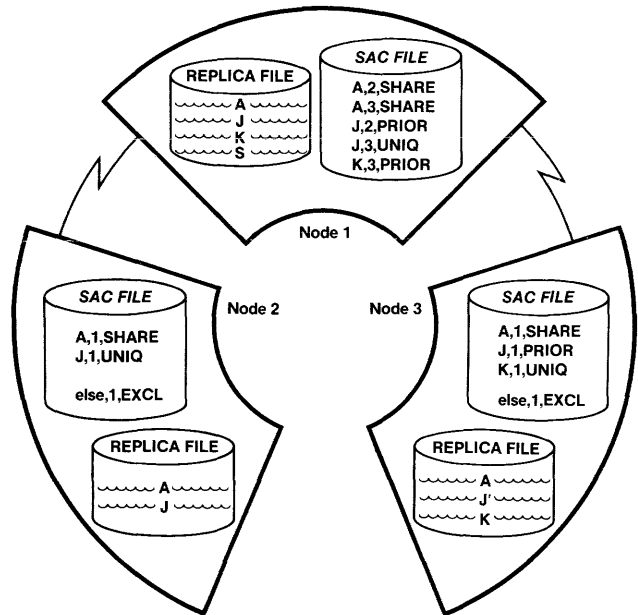 REPLICA FILE
A
J
K
S
SAC FILE
A,2,SHARE
A,3,SHARE
J,2,PRIOR
J,3,UNIQ
K,3,PRIOR
Node 1
SAC FILE
A,1,SHARE
J,1,UNIQ
else,1,EXCL
Node 2
REPLICA FILE
A
J
Node 3
SAC FILE
A,1,SHARE
J,1,PRIOR
K,1,UNIQ
else,1,EXCL
REPLICA FILE
A
J'
K